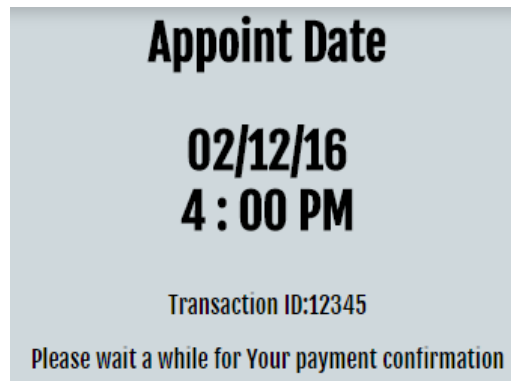 Appoint Date
02/12/16
4 : 00 PM
Transaction ID:12345
Please wait a while for Your payment confirmation